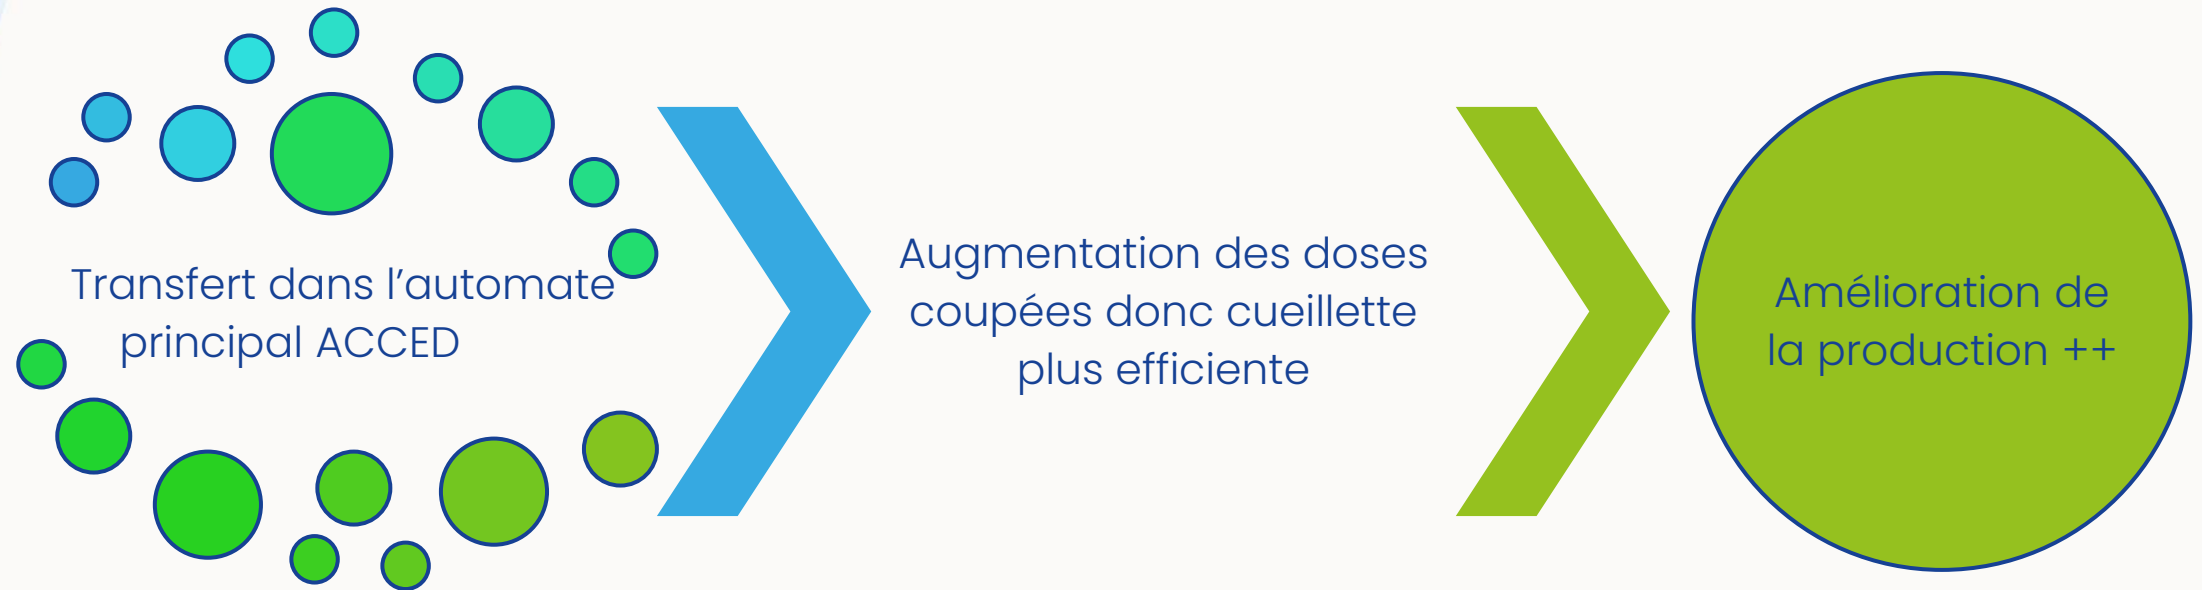 Transfert dans l’automate
principal ACCED
Augmentation des doses
coupées donc cueillette
plus efficiente
Amélioration de
la production ++